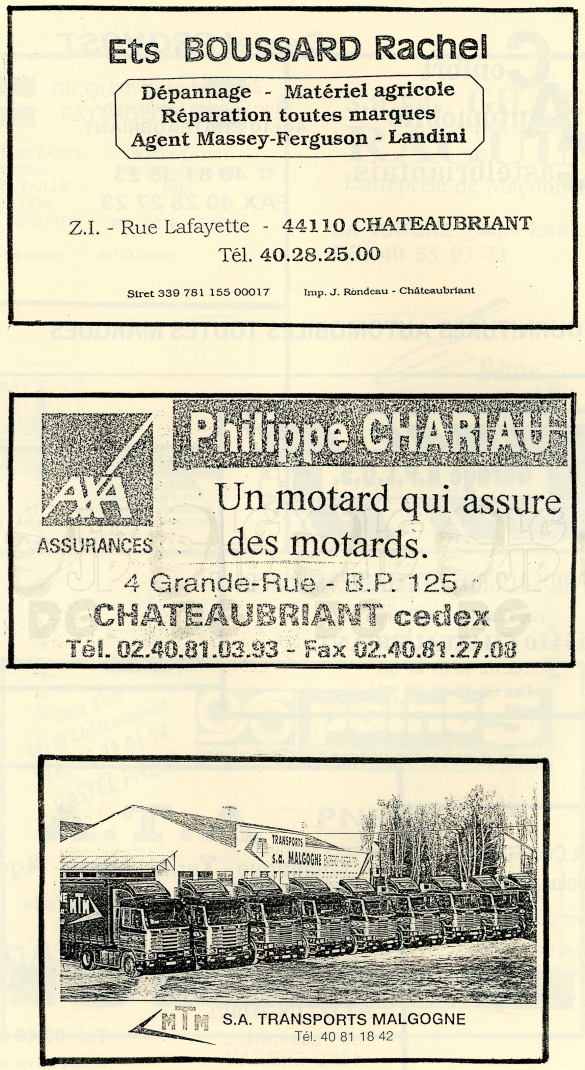 Ets BOUSSARD Rachel
Dépannage - Matériel agricole
Réparation toutes marques
Agent Massey-Ferguson - Landini
Z.I. - Rue Lafayette - 44110 CHATEAUBRIANT
Tél. 40.28.25.00
Siret 339 781 155 00017 Imp. J. Rondeau - Châteaubriant
AXA
ASSURANCES
Philippe CHARIAU
Un motard qui assure
des motards.
4 Grande-Rue - B.P. 125
CHATEAUBRIANT cedex
Tél. 02.40.81.03.93 - Fax 02.40.81.27.08
TRANSPORTS
s.a. MALGOGNE
MTM
MTM
S.A. TRANSPORTS MALGOGNE
Tél. 40 81 18 42